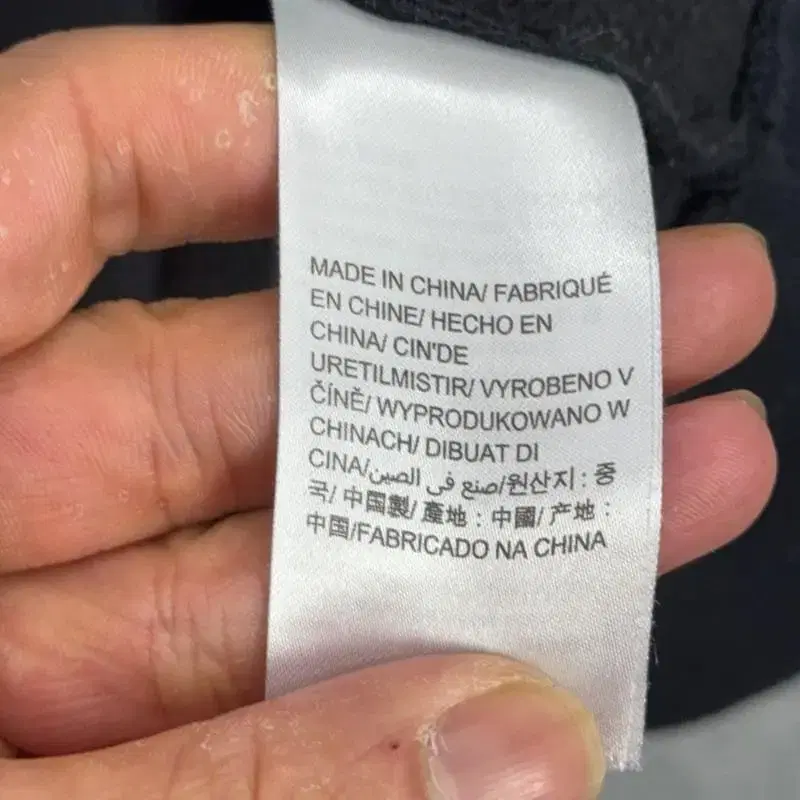 MADE IN CHINA/ FABRIQUÉ
EN CHINE/ HECHO EN
CHINA/ CIN'DE
URETILMISTIR/ VYROBENO V
ČÍNĚ/ WYPRODUKOWANO W
CHINACH/ DIBUAT DI
CINA/صنع في الصين/원산지 : 중
국/ 中国製/ 產地 : 中國/ 产地 :
中国/FABRICADO NA CHINA